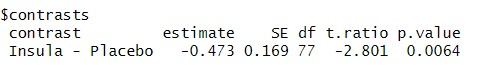 $contrasts
contrast estimate SE df t.ratio p.value
Insula - Placebo -0.473 0.169 77 -2.801 0.0064